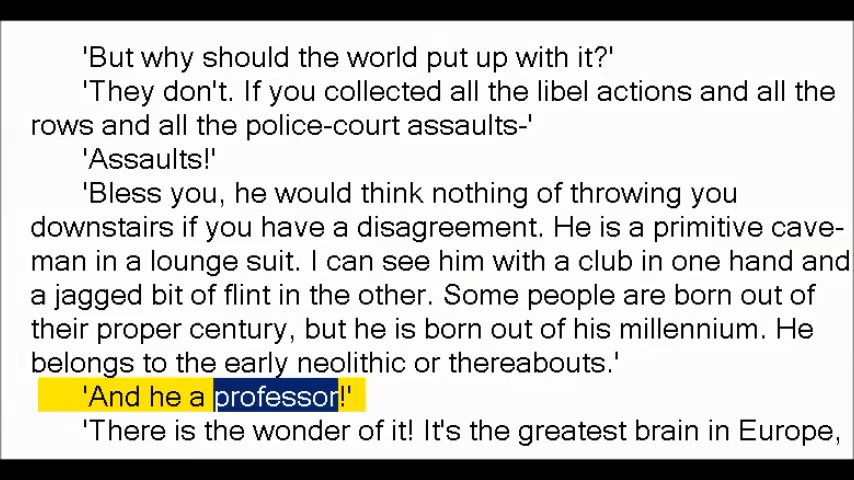 'But why should the world put up with it?'
'They don't. If you collected all the libel actions and all the
rows and all the police-court assaults-'
'Assaults!'
'Bless you, he would think nothing of throwing you
downstairs if you have a disagreement. He is a primitive cave-
man in a lounge suit. I can see him with a club in one hand and
a jagged bit of flint in the other. Some people are born out of
their proper century, but he is born out of his millennium. He
belongs to the early neolithic or thereabouts.'
'And he a professor!'
'There is the wonder of it! It's the greatest brain in Europe,